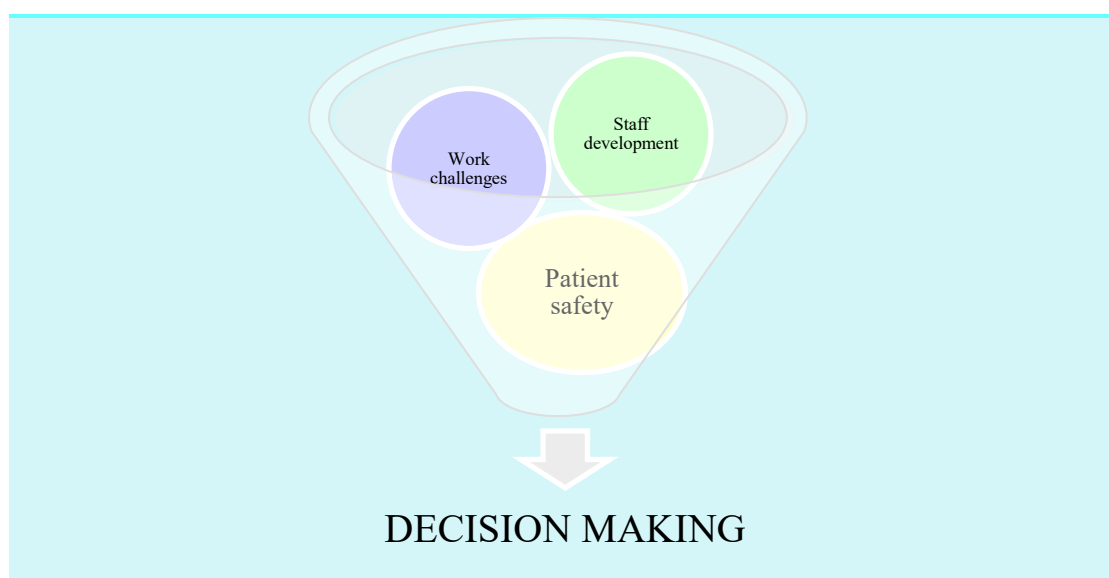 Staff
development
Work
challenges
Patient
safety
DECISION MAKING